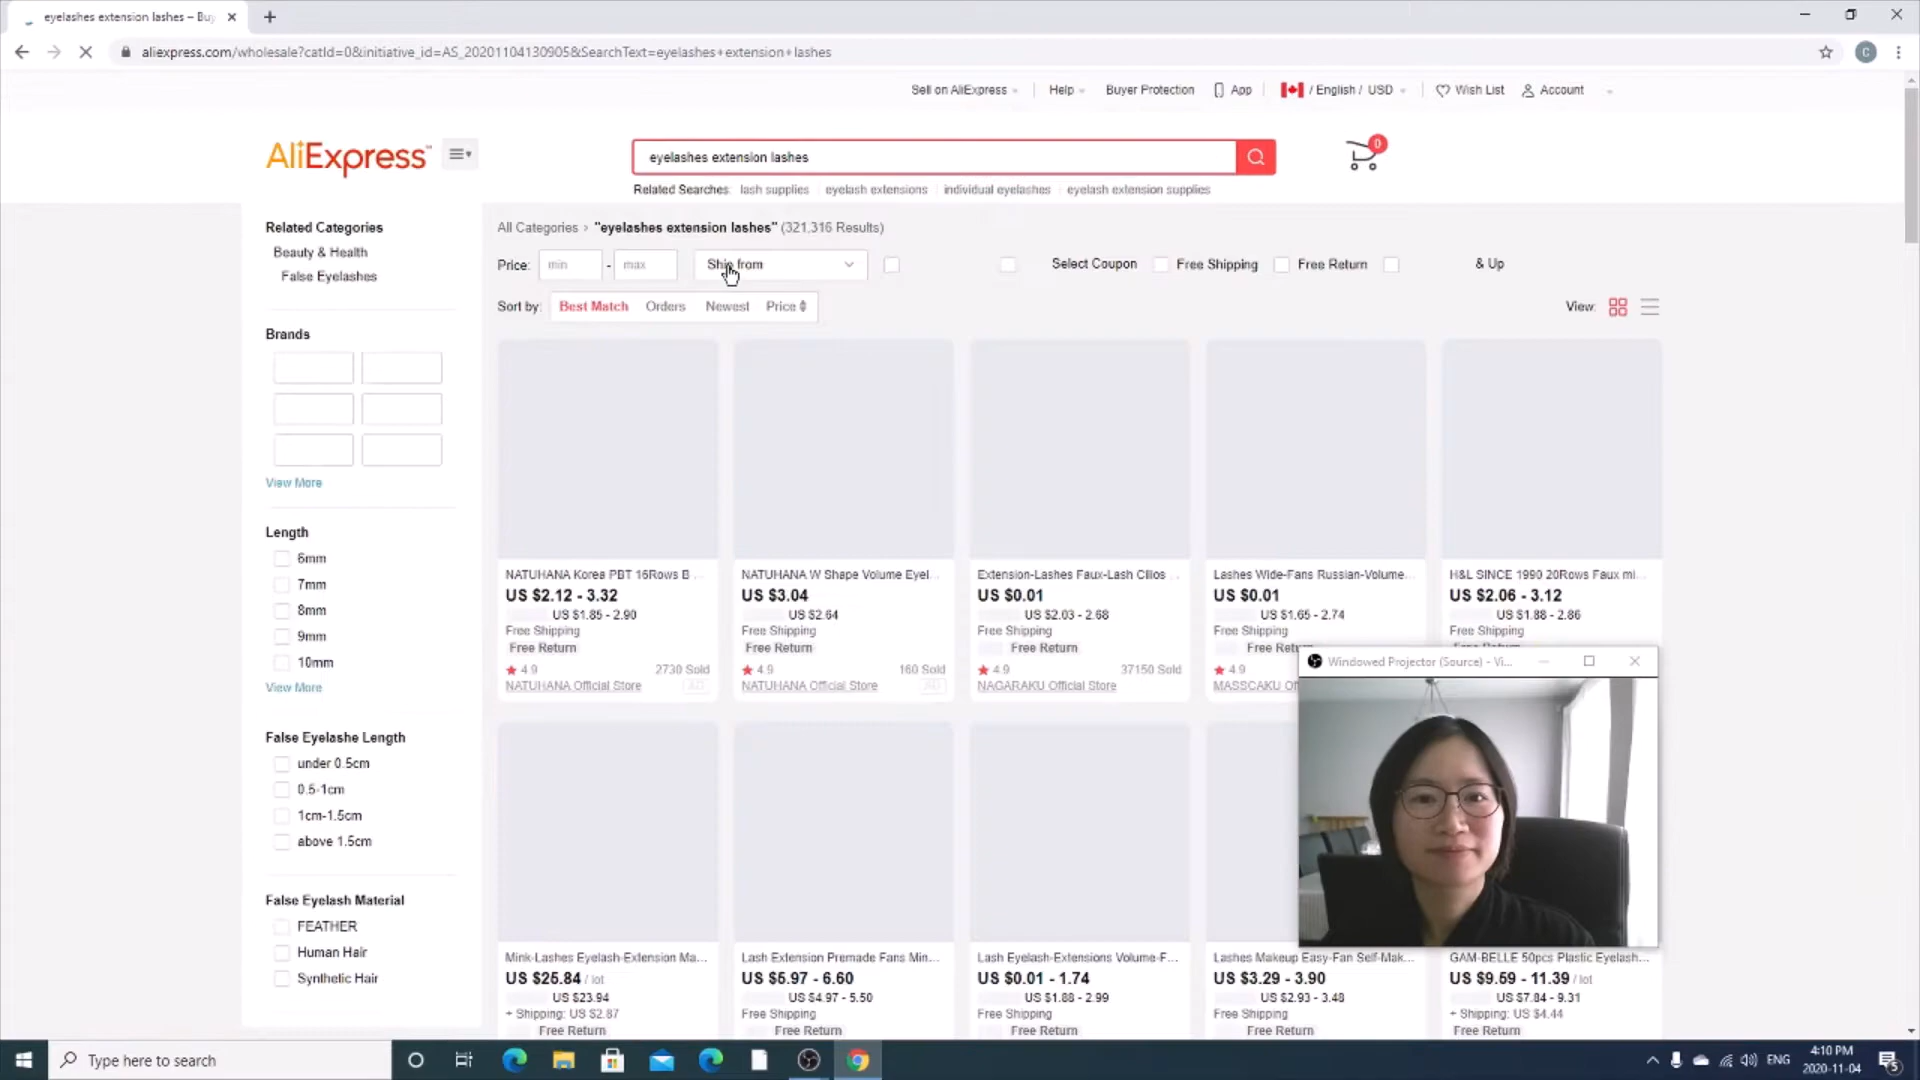 eyelashes extension lashes – Buy
aliexpress.com/wholesale?catId=0&initiative_id=AS_20201104130905&SearchText=eyelashes+extension+lashes
C
Sell on AliExpress
Help
Buyer Protection
App
/ English / USD
Wish List
Account
AliExpress
eyelashes extension lashes
0
Related Searches: lash supplies eyelash extensions individual eyelashes eyelash extension supplies
Related Categories
Beauty & Health
False Eyelashes
Brands
View More
Length
6mm
7mm
8mm
9mm
10mm
View More
False Eyelashe Length
under 0.5cm
0.5-1cm
1cm-1.5cm
above 1.5cm
False Eyelash Material
FEATHER
Human Hair
Synthetic Hair
All Categories > "eyelashes extension lashes" (321,316 Results)
Price: min - max Ship from Select Coupon Free Shipping Free Return & Up
Sort by: Best Match Orders Newest Price
View:
NATUHANA Korea PBT 16Rows B ...
US $2.12 - 3.32
US $1.85 - 2.90
Free Shipping
Free Return
4.9 2730 Sold
NATUHANA Official Store AD
NATUHANA W Shape Volume Eyel...
US $3.04
US $2.64
Free Shipping
Free Return
4.9 160 Sold
NATUHANA Official Store AD
Extension-Lashes Faux-Lash Cilios ...
US $0.01
US $2.03 - 2.68
Free Shipping
Free Return
4.9 37150 Sold
NAGARAKU Official Store
Lashes Wide-Fans Russian-Volume...
US $0.01
US $1.65 - 2.74
Free Shipping
Free Retu
4.9
MASSCAKU Of
H&L SINCE 1990 20Rows Faux mi...
US $2.06 - 3.12
US $1.88 - 2.86
Free Shipping
Windowed Projector (Source) - Vi...
Mink-Lashes Eyelash-Extension Ma...
US $25.84 / lot
US $23.94
+ Shipping: US $2.87
Free Return
Lash Extension Premade Fans Min...
US $5.97 - 6.60
US $4.97 - 5.50
Free Shipping
Free Return
Lash Eyelash-Extensions Volume-F...
US $0.01 - 1.74
US $1.88 - 2.99
Free Shipping
Free Return
Lashes Makeup Easy-Fan Self-Mak...
US $3.29 - 3.90
US $2.93 - 3.48
Free Shipping
Free Return
GAM-BELLE 50pcs Plastic Eyelash...
US $9.59 - 11.39 / lot
US $7.84 - 9.31
+ Shipping: US $4.44
Free Return
Type here to search
ENG
4:10 PM
2020-11-04
5